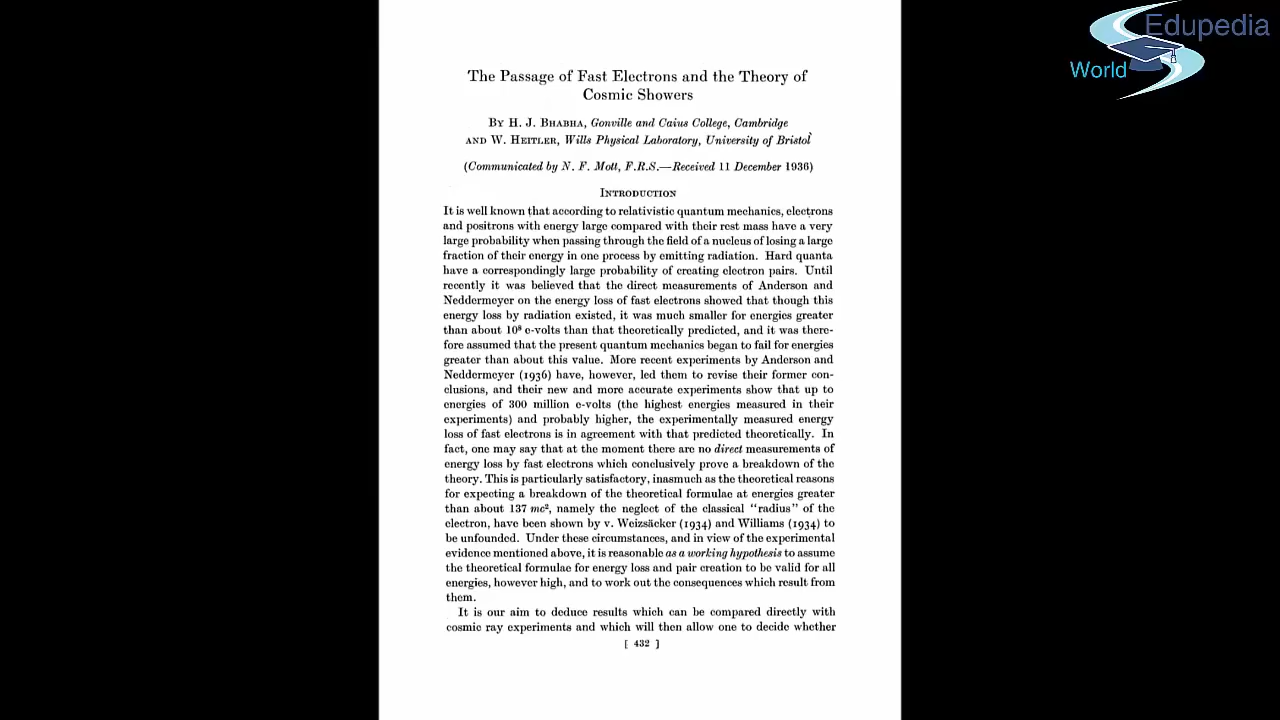 Edupedia
World
The Passage of Fast Electrons and the Theory of
Cosmic Showers
By H. J. Bhabha, Gonville and Caius College, Cambridge
and W. Heitler, Wills Physical Laboratory, University of Bristol
(Communicated by N. F. Mott, F.R.S.—Received 11 December 1936)
Introduction
It is well known that according to relativistic quantum mechanics, electrons
and positrons with energy large compared with their rest mass have a very
large probability when passing through the field of a nucleus of losing a large
fraction of their energy in one process by emitting radiation. Hard quanta
have a correspondingly large probability of creating electron pairs. Until
recently it was believed that the direct measurements of Anderson and
Neddermeyer on the energy loss of fast electrons showed that though this
energy loss by radiation existed, it was much smaller for energies greater
than about 10⁸ e-volts than that theoretically predicted, and it was there-
fore assumed that the present quantum mechanics began to fail for energies
greater than about this value. More recent experiments by Anderson and
Neddermeyer (1936) have, however, led them to revise their former con-
clusions, and their new and more accurate experiments show that up to
energies of 300 million e-volts (the highest energies measured in their
experiments) and probably higher, the experimentally measured energy
loss of fast electrons is in agreement with that predicted theoretically. In
fact, one may say that at the moment there are no direct measurements of
energy loss by fast electrons which conclusively prove a breakdown of the
theory. This is particularly satisfactory, inasmuch as the theoretical reasons
for expecting a breakdown of the theoretical formulae at energies greater
than about 137 mc², namely the neglect of the classical “radius” of the
electron, have been shown by v. Weizsäcker (1934) and Williams (1934) to
be unfounded. Under these circumstances, and in view of the experimental
evidence mentioned above, it is reasonable as a working hypothesis to assume
the theoretical formulae for energy loss and pair creation to be valid for all
energies, however high, and to work out the consequences which result from
them.
It is our aim to deduce results which can be compared directly with
cosmic ray experiments and which will then allow one to decide whether
[ 432 ]